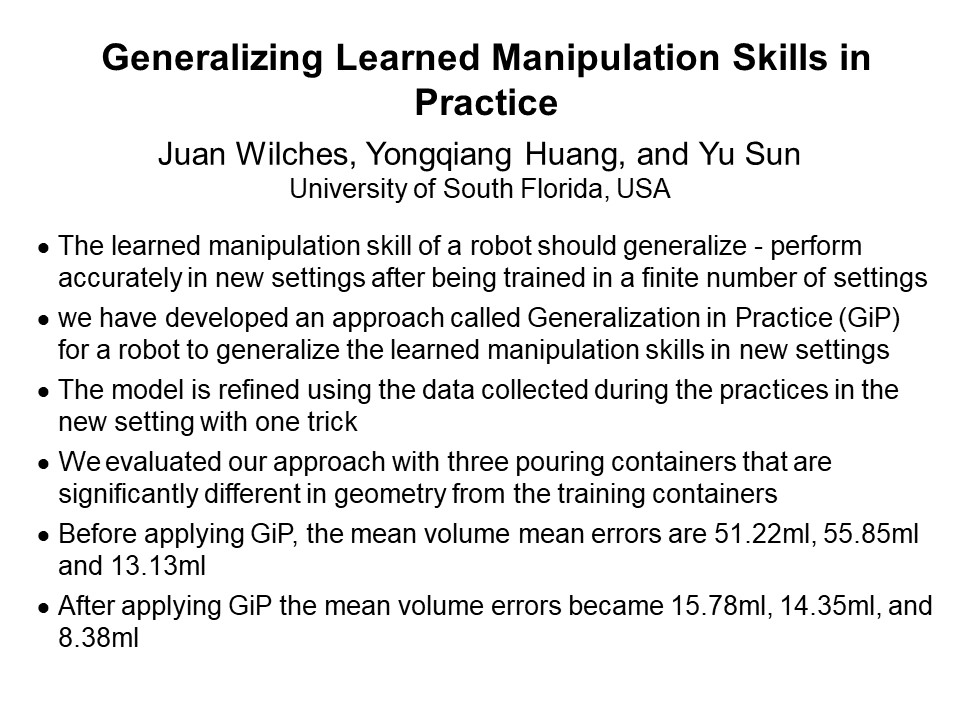 Generalizing Learned Manipulation Skills in
Practice
Juan Wilches, Yongqiang Huang, and Yu Sun
University of South Florida, USA
● The learned manipulation skill of a robot should generalize - perform
accurately in new settings after being trained in a finite number of settings
● we have developed an approach called Generalization in Practice (GiP)
for a robot to generalize the learned manipulation skills in new settings
● The model is refined using the data collected during the practices in the
new setting with one trick
● We evaluated our approach with three pouring containers that are
significantly different in geometry from the training containers
● Before applying GiP, the mean volume mean errors are 51.22ml, 55.85ml
and 13.13ml
● After applying GiP the mean volume errors became 15.78ml, 14.35ml, and
8.38ml